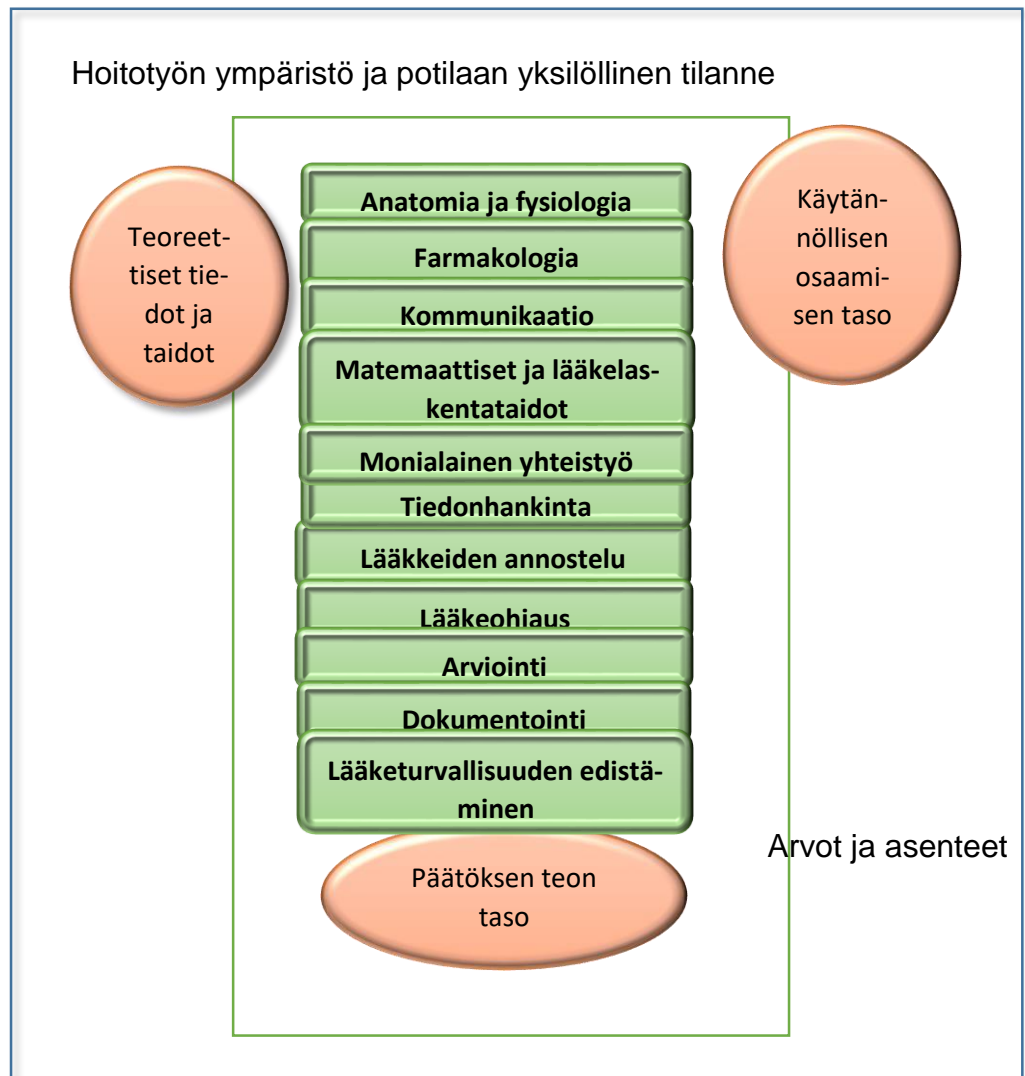 Hoitotyön ympäristö ja potilaan yksilöllinen tilanne
Teoreet-
tiset tie-
dot ja
taidot
Käytän-
nöllisen
osaami-
sen taso
Anatomia ja fysiologia
Farmakologia
Kommunikaatio
Matemaattiset ja lääkelas-
kentataidot
Monialainen yhteistyö
Tiedonhankinta
Lääkkeiden annostelu
Lääkeohjaus
Arviointi
Dokumentointi
Lääketurvallisuuden edistä-
minen
Arvot ja asenteet
Päätöksen teon
taso